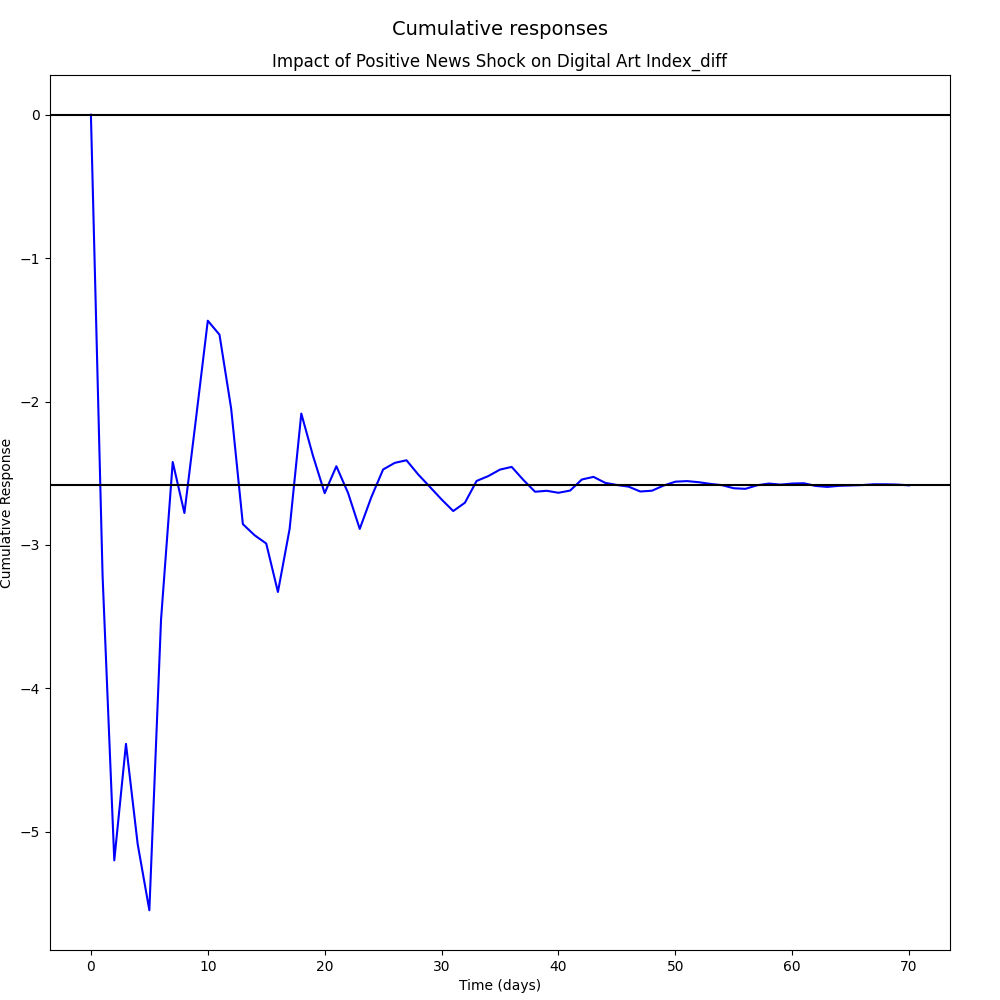 Cumulative responses
Impact of Positive News Shock on Digital Art Index_diff
0
−1
−2
−3
−4
−5
Cumulative Response
0 10 20 30 40 50 60 70
Time (days)